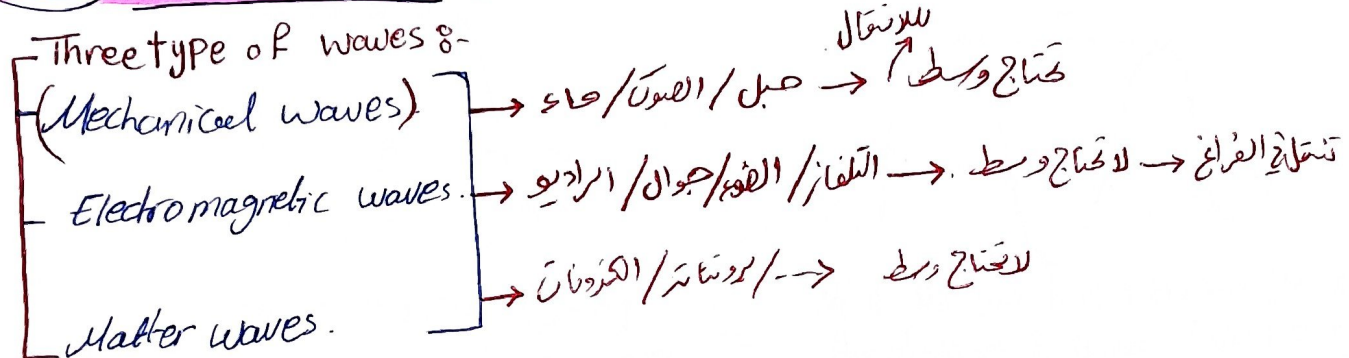 Three type of waves :-
(Mechanical waves). → حبل / الصوت / ماء → تحتاج وسط للانتقال
Electromagnetic waves. → التلفاز / الضوء / جوال / الراديو → لا تحتاج وسط → تنتقل في الفراغ
Matter waves. → الكترونات / بروتونات / -- → لا تحتاج وسط